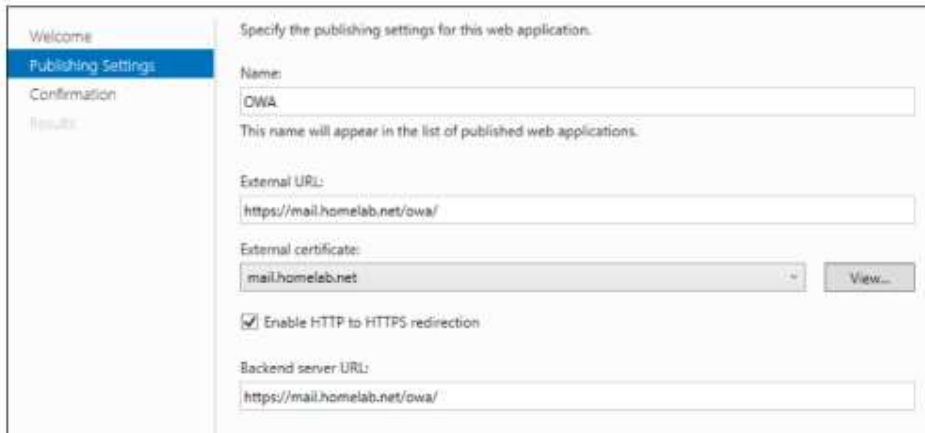 Welcome
Publishing Settings
Confirmation
Results
Specify the publishing settings for this web application.
Name:
OWA
This name will appear in the list of published web applications.
External URL:
https://mail.homelab.net/owa/
External certificate:
mail.homelab.net
View...
Enable HTTP to HTTPS redirection
Backend server URL:
https://mail.homelab.net/owa/